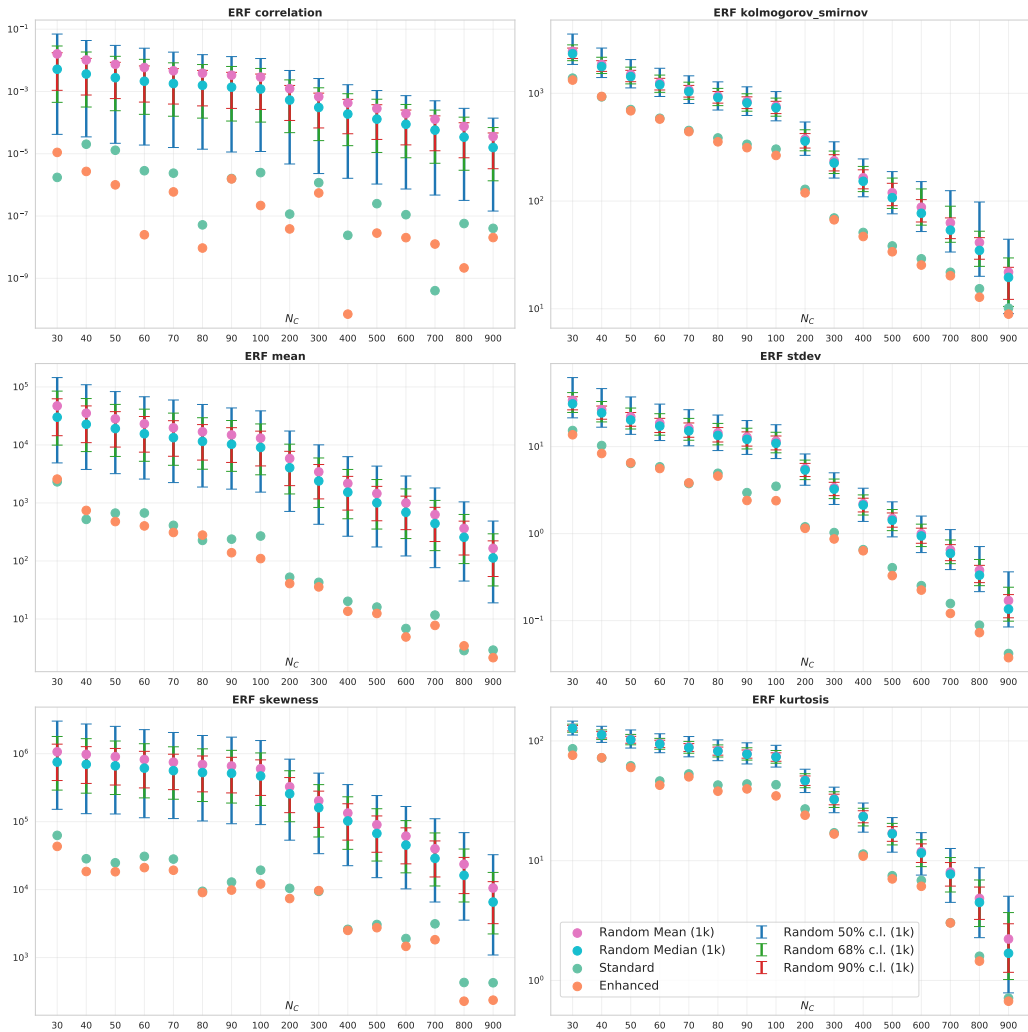 ERF correlation
10⁻¹
10⁻³
10⁻⁵
10⁻⁷
10⁻⁹
N_C
30 40 50 60 70 80 90 100 200 300 400 500 600 700 800 900
ERF kolmogorov_smirnov
10³
10²
10¹
N_C
30 40 50 60 70 80 90 100 200 300 400 500 600 700 800 900
ERF mean
10⁵
10⁴
10³
10²
10¹
N_C
30 40 50 60 70 80 90 100 200 300 400 500 600 700 800 900
ERF stdev
10¹
10⁰
10⁻¹
N_C
30 40 50 60 70 80 90 100 200 300 400 500 600 700 800 900
ERF skewness
10⁶
10⁵
10⁴
10³
N_C
30 40 50 60 70 80 90 100 200 300 400 500 600 700 800 900
ERF kurtosis
10²
10¹
10⁰
Random Mean (1k)
Random Median (1k)
Standard
Enhanced
Random 50% c.l. (1k)
Random 68% c.l. (1k)
Random 90% c.l. (1k)
N_C
30 40 50 60 70 80 90 100 200 300 400 500 600 700 800 900